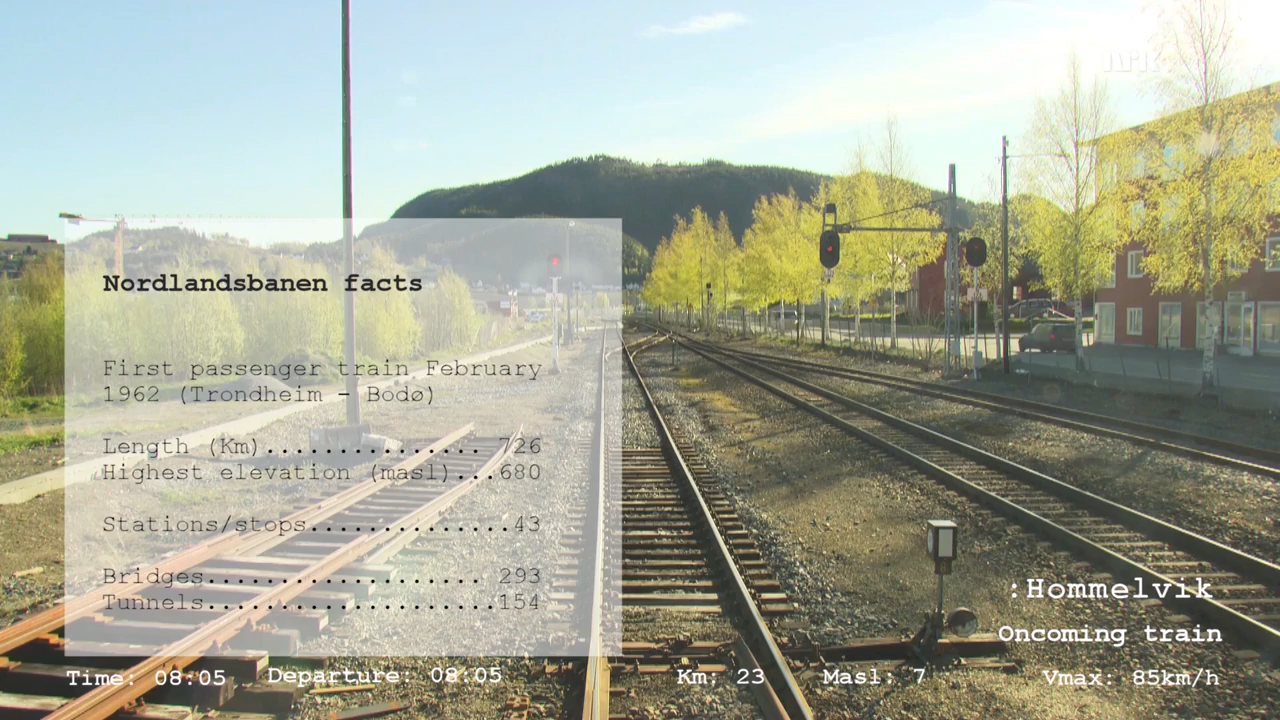 nrk
Nordlandsbanen facts
First passenger train February
1962 (Trondheim - Bodø)
Length (Km)................. 726
Highest elevation (masl)....680
Stations/stops................43
Bridges..................... 293
Tunnels.......................154
:Hommelvik
Oncoming train
Time: 08:05 Departure: 08:05 Km: 23 Masl: 7 Vmax: 85km/h